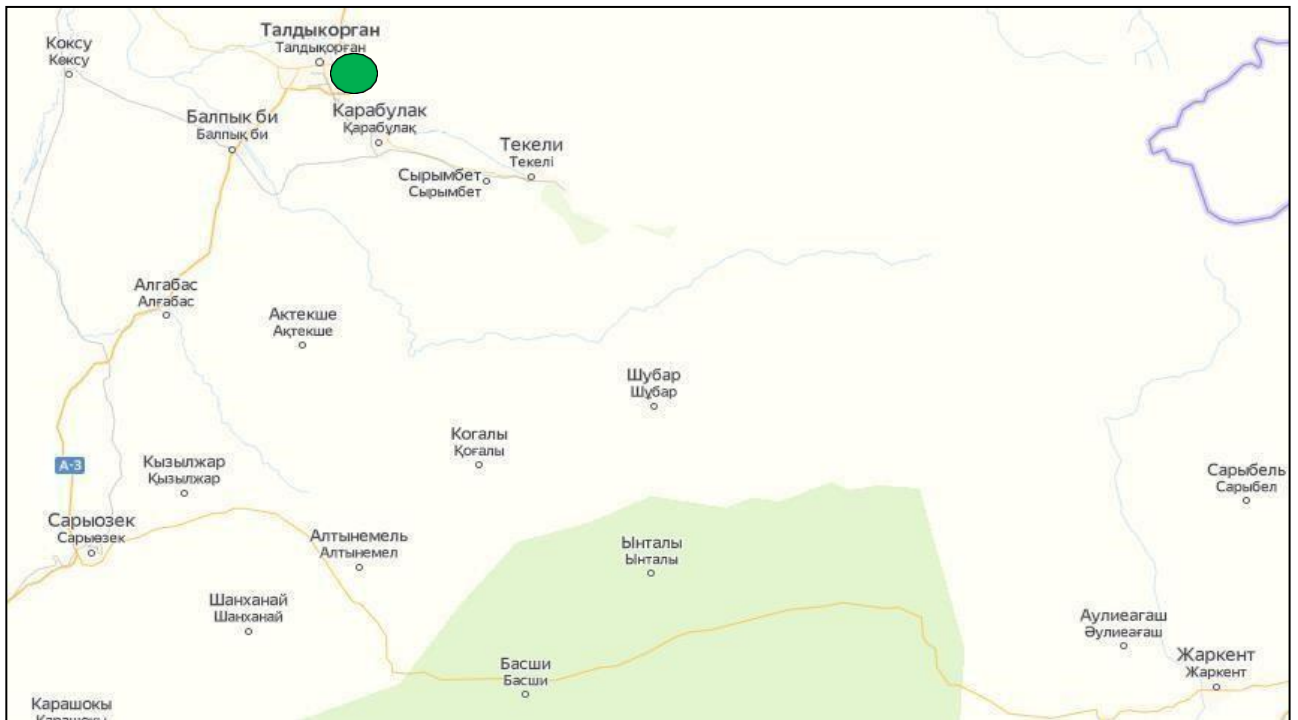 Талдыкорган
Талдықорған
Коксу
Көксу
Балпык би
Балпық би
Карабулак
Қарабұлақ
Текели
Текелі
Сырымбет
Сырымбет
Алгабас
Алғабас
Актекше
Ақтекше
Шубар
Шұбар
Когалы
Қоғалы
А-3
Кызылжар
Қызылжар
Сарыбель
Сарыбел
Сарыозек
Сарыөзек
Алтынемель
Алтынемел
Ынталы
Ынталы
Шанханай
Шанханай
Аулиеагаш
Әулиеағаш
Басши
Басши
Жаркент
Жаркент
Карашокы